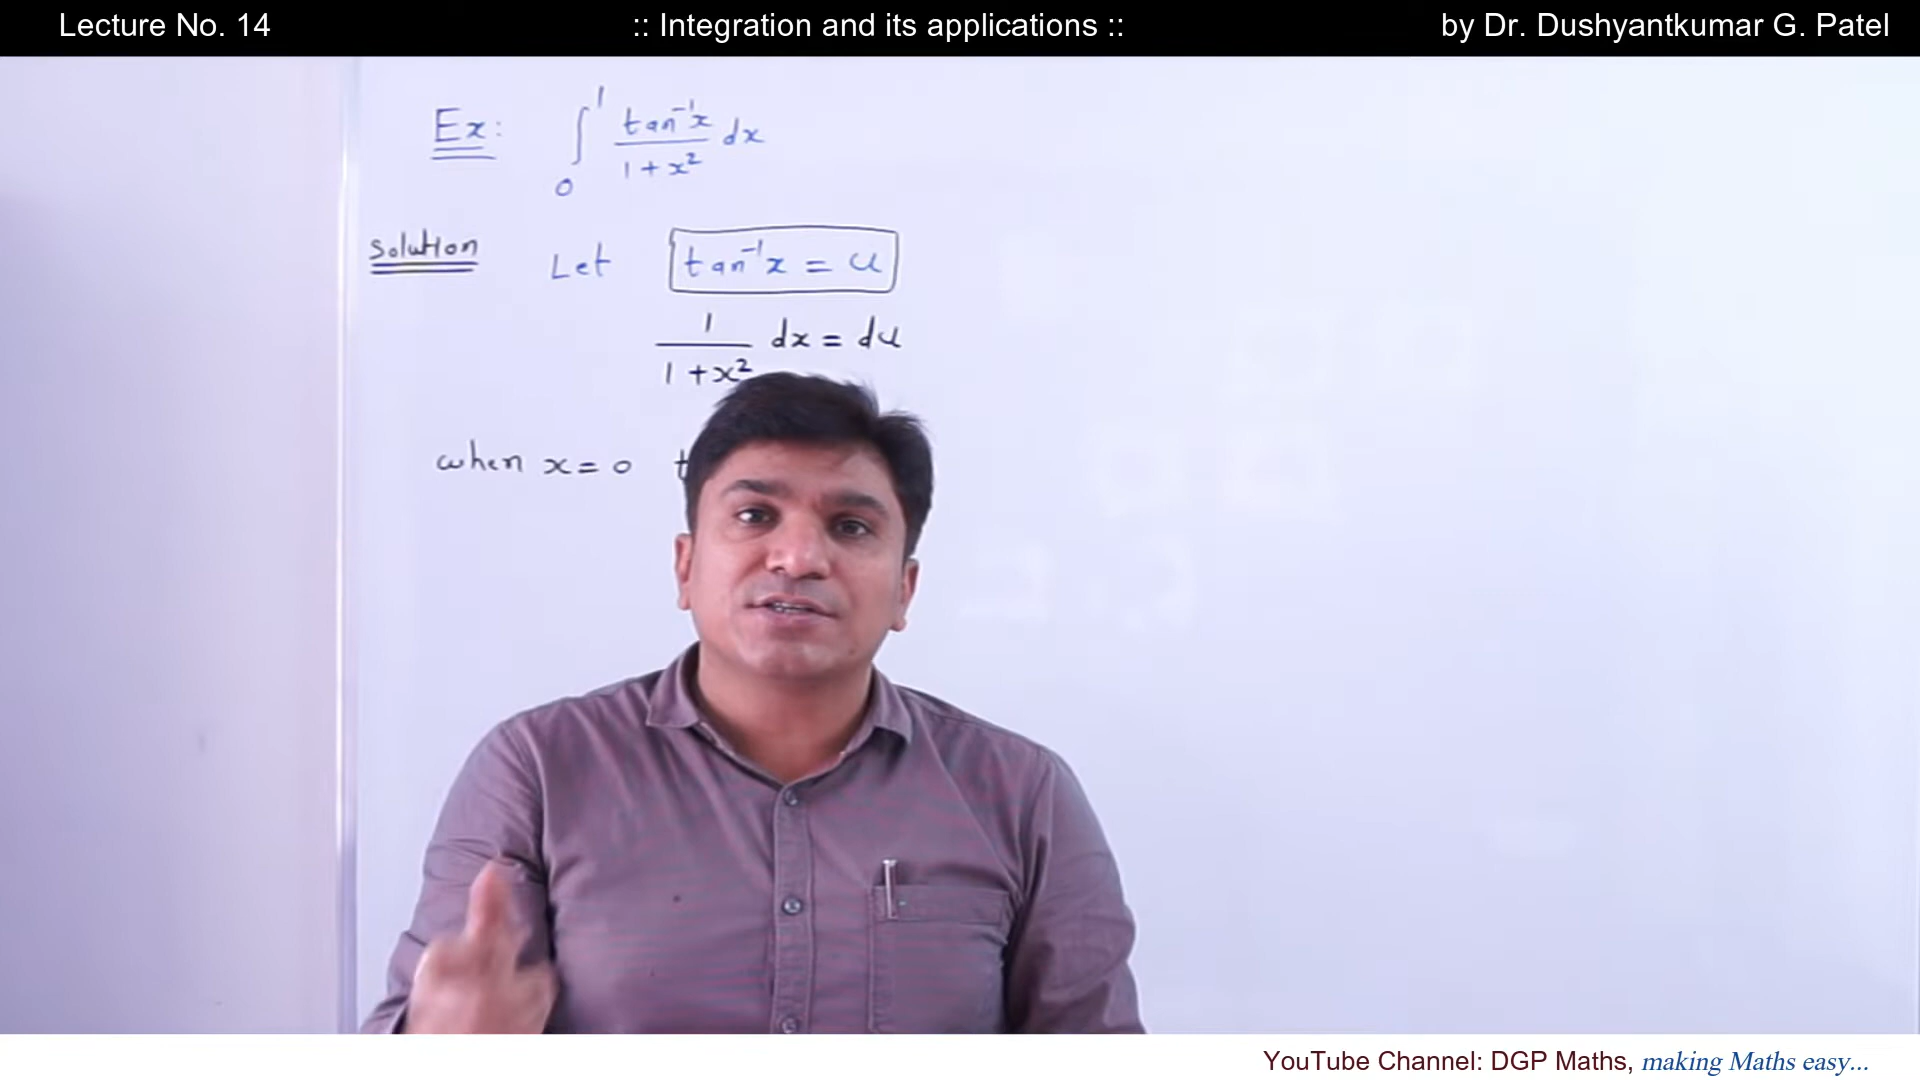 Lecture No. 14 :: Integration and its applications :: by Dr. Dushyantkumar G. Patel
Ex: ∫₀¹ tan⁻¹x / 1+x² dx
Solution Let tan⁻¹x = u
1 / 1+x² dx = du
when x = 0 t
YouTube Channel: DGP Maths, making Maths easy...